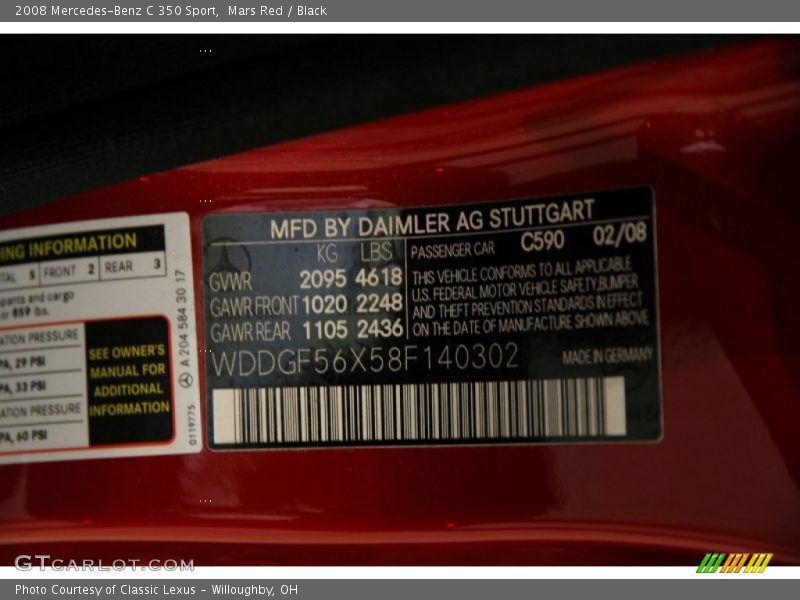 2008 Mercedes-Benz C 350 Sport,  Mars Red / Black
ING INFORMATION
TAL 5 FRONT 2 REAR 3
pants and cargo
or 859 lbs.
ATION PRESSURE
PA, 29 PSI
PA, 33 PSI
ATION PRESSURE
PA, 60 PSI
SEE OWNER'S
MANUAL FOR
ADDITIONAL
INFORMATION
A 204 584 30 17
0119775
MFD BY DAIMLER AG STUTTGART
KG LBS
GVWR 2095 4618
GAWR FRONT 1020 2248
GAWR REAR 1105 2436
PASSENGER CAR C590 02/08
THIS VEHICLE CONFORMS TO ALL APPLICABLE
U.S. FEDERAL MOTOR VEHICLE SAFETY, BUMPER
AND THEFT PREVENTION STANDARDS IN EFFECT
ON THE DATE OF MANUFACTURE SHOWN ABOVE
WDDGF56X58F140302
MADE IN GERMANY
GTCARLOT.COM
Photo Courtesy of Classic Lexus - Willoughby, OH